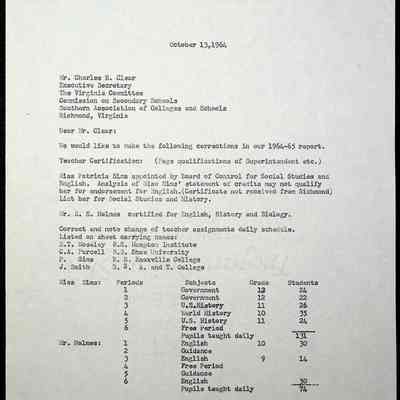 October 13,1964
Mr. Charles E. Clear
Executive Secretary
The Virginia Committee
Commission on Secondary Schools
Southern Association of Colleges and Schools
Richmond, Virginia
Dear Mr. Clear:
We would like to make the following corrections in our 1964-65 report.
Teacher Certification: (Page qualifications of Superintendent etc.)
Miss Patricia Sims appointed by Board of Control for Social Studies and
English. Analysis of Miss Sims' statement of credits may not qualify
her for endorsement for English.(Certificate not received from Richmond)
List her for Social Studies and History.
Mr. E. E. Holmes certified for English, History and Biology.
Correct and note change of teacher assignments daily schedule.
Listed on sheet carrying names:
E.T. Moseley B.S. Hampton Institute
C.A. Purcell B.S. Shaw University
P. Sims B. S. Knoxville College
J. Smith B. S. A. and T. College
Miss Sims: Periods Subjects Grade Students
1 Government 12 24
2 Government 12 22
3 U.S.History 11 26
4 World History 10 35
5 U.S. History 11 24
6 Free Period
Pupils taught daily 131
Mr. Holmes: 1 English 10 30
2 Guidance
3 English 9 14
4 Free Period
5 Guidance
6 English 30
Pupils taught daily 74